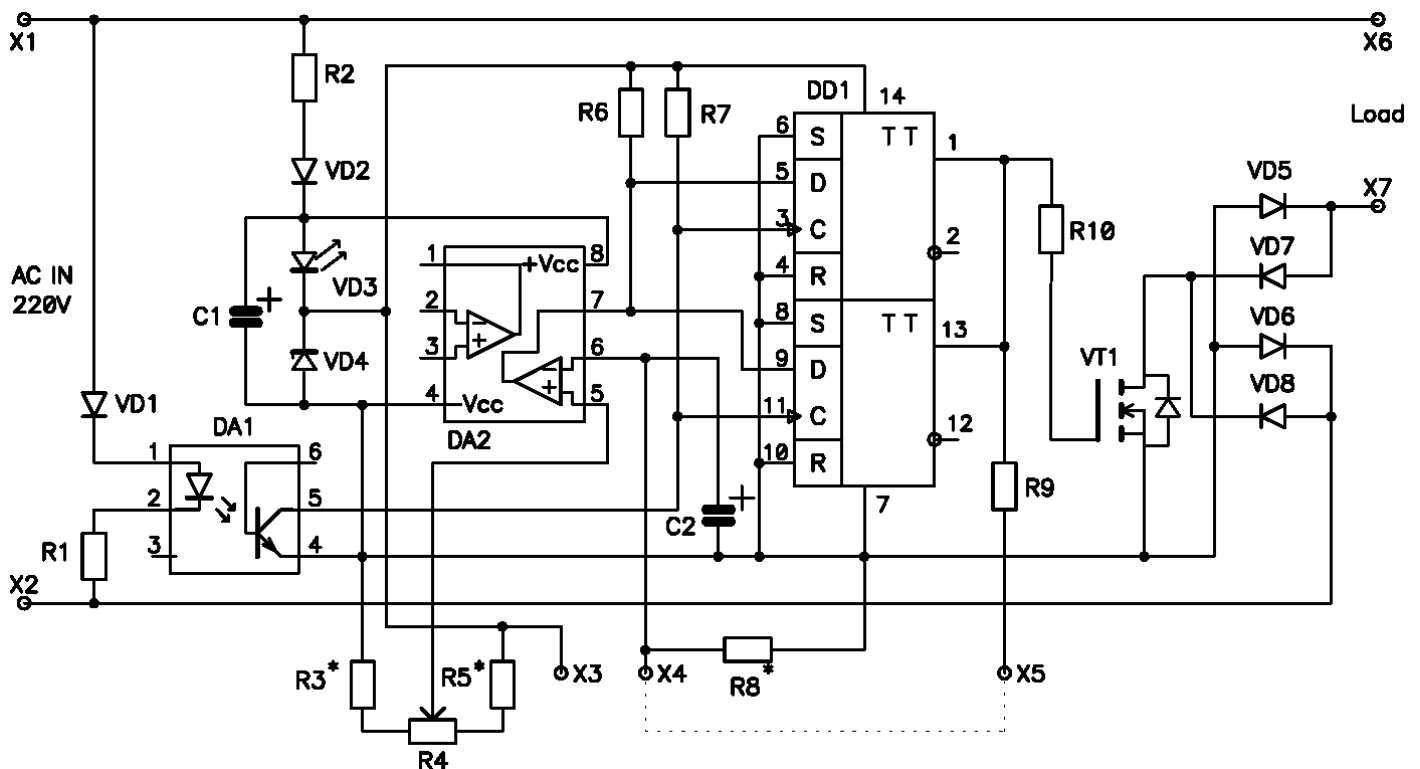 X1
X6
R2
DD1
14
R6
R7
Load
6
S
TT
1
VD5
X7
VD2
5
D
3
C
2
R10
VD7
1
+Vcc
8
4
R
AC IN
220V
VD3
C1
+
2
7
8
S
TT
13
VD6
3
6
VD4
9
D
VT1
VD8
4
-Vcc
5
11
C
12
VD1
DA1
DA2
1
6
10
R
2
5
C2
+
7
R9
R1
3
4
X2
R3*
R5*
X3
X4
R8*
X5
R4